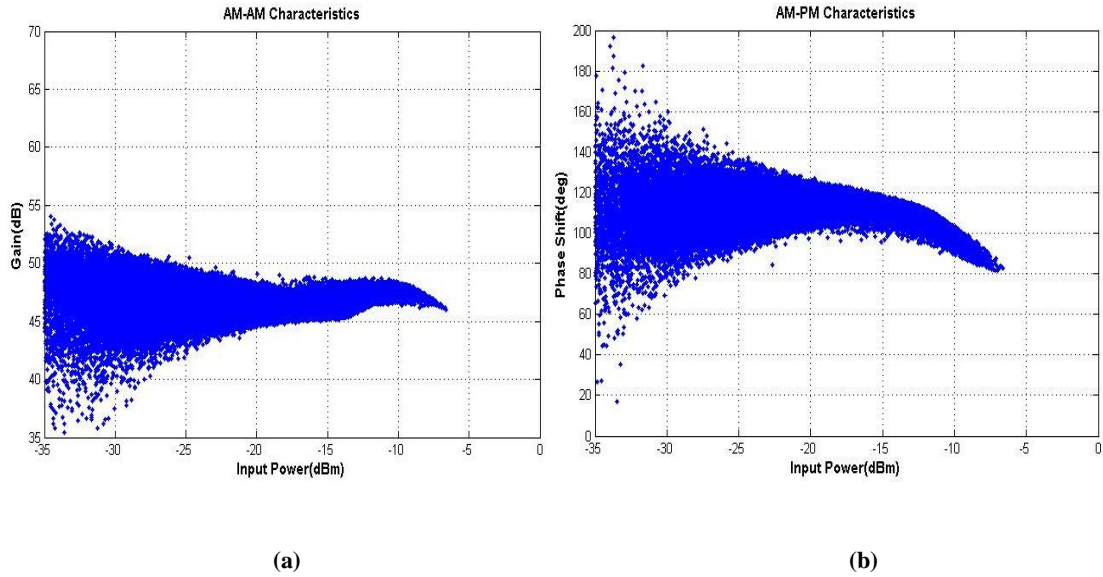 AM-AM Characteristics
70
65
60
55
50
45
40
35
Gain(dB)
-35 -30 -25 -20 -15 -10 -5 0
Input Power(dBm)
(a)
AM-PM Characteristics
200
180
160
140
120
100
80
60
40
20
0
Phase Shift(deg)
-35 -30 -25 -20 -15 -10 -5 0
Input Power(dBm)
(b)